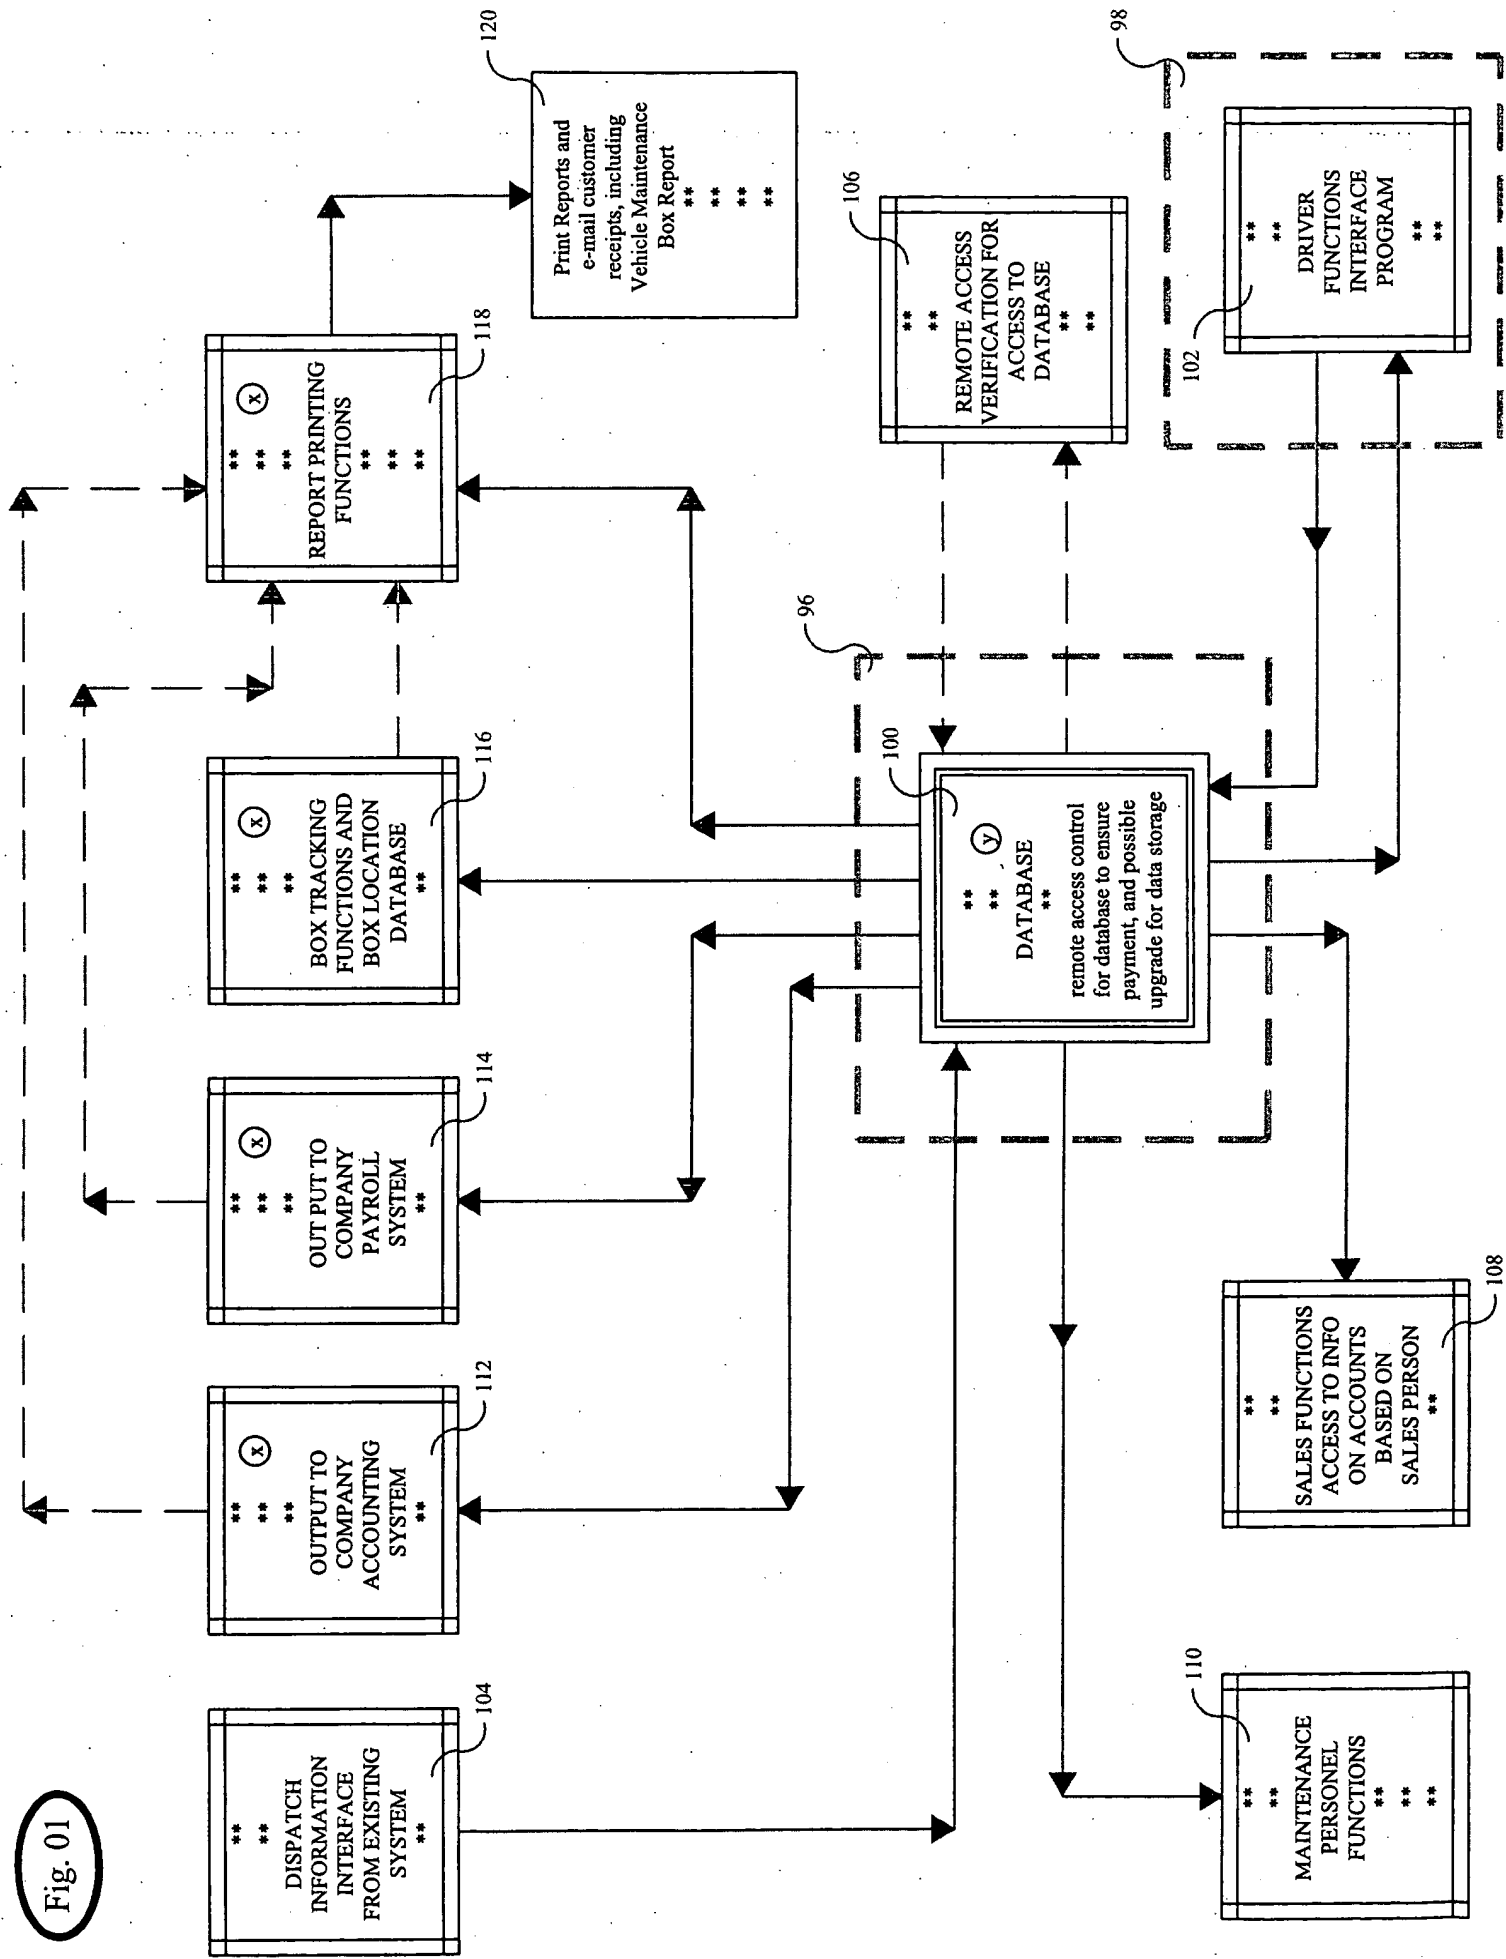 Fig. 01
**
**
DISPATCH
INFORMATION
INTERFACE
FROM EXISTING
SYSTEM
**
104
**
**
**
x
OUTPUT TO
COMPANY
ACCOUNTING
SYSTEM
**
112
**
**
**
x
OUT PUT TO
COMPANY
PAYROLL
SYSTEM
**
114
**
**
**
x
BOX TRACKING
FUNCTIONS AND
BOX LOCATION
DATABASE
**
116
**
**
**
x
REPORT PRINTING
FUNCTIONS
**
**
**
118
120
Print Reports and
e-mail customer
receipts, including
Vehicle Maintenance
Box Report
**
**
**
**
96
100
**
**
y
DATABASE
**
remote access control
for database to ensure
payment, and possible
upgrade for data storage
106
**
**
REMOTE ACCESS
VERIFICATION FOR
ACCESS TO
DATABASE
**
**
110
**
**
MAINTENANCE
PERSONEL
FUNCTIONS
**
**
**
**
**
SALES FUNCTIONS
ACCESS TO INFO
ON ACCOUNTS
BASED ON
SALES PERSON
**
108
98
102
**
**
DRIVER
FUNCTIONS
INTERFACE
PROGRAM
**
**